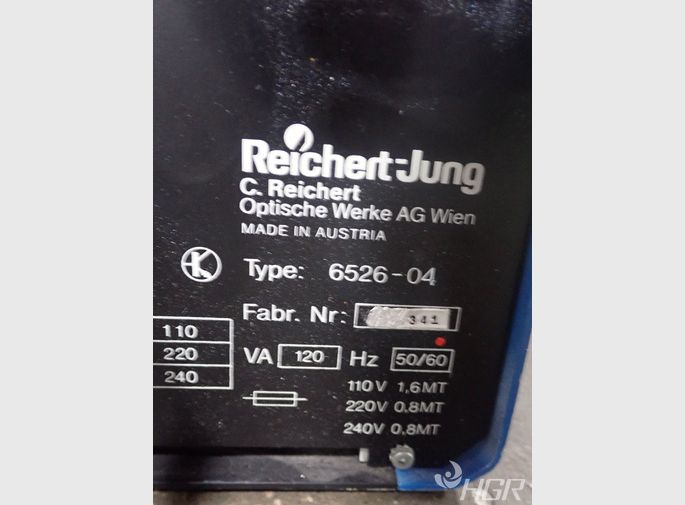 Reichert-Jung
C. Reichert
Optische Werke AG Wien
MADE IN AUSTRIA
K
Type: 6526-04
Fabr. Nr: 341
110
220
240
VA 120 Hz 50/60
110V 1,6MT
220V 0.8MT
240V 0.8MT
HGR